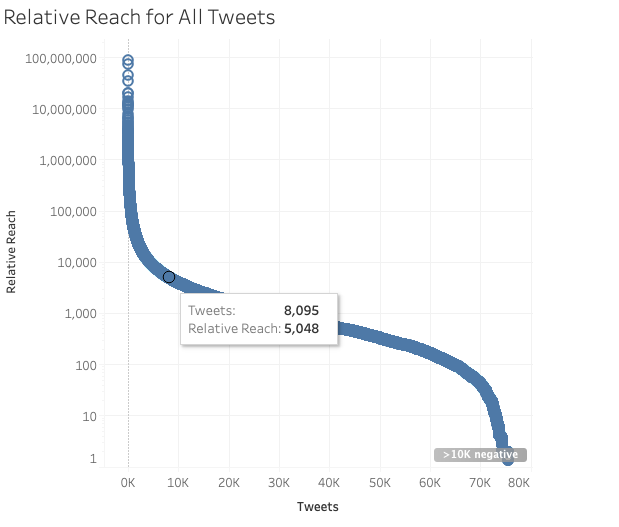 Relative Reach for All Tweets
Relative Reach
100,000,000
10,000,000
1,000,000
100,000
10,000
1,000
100
10
1
Tweets: 8,095
Relative Reach: 5,048
>10K negative
0K 10K 20K 30K 40K 50K 60K 70K 80K
Tweets